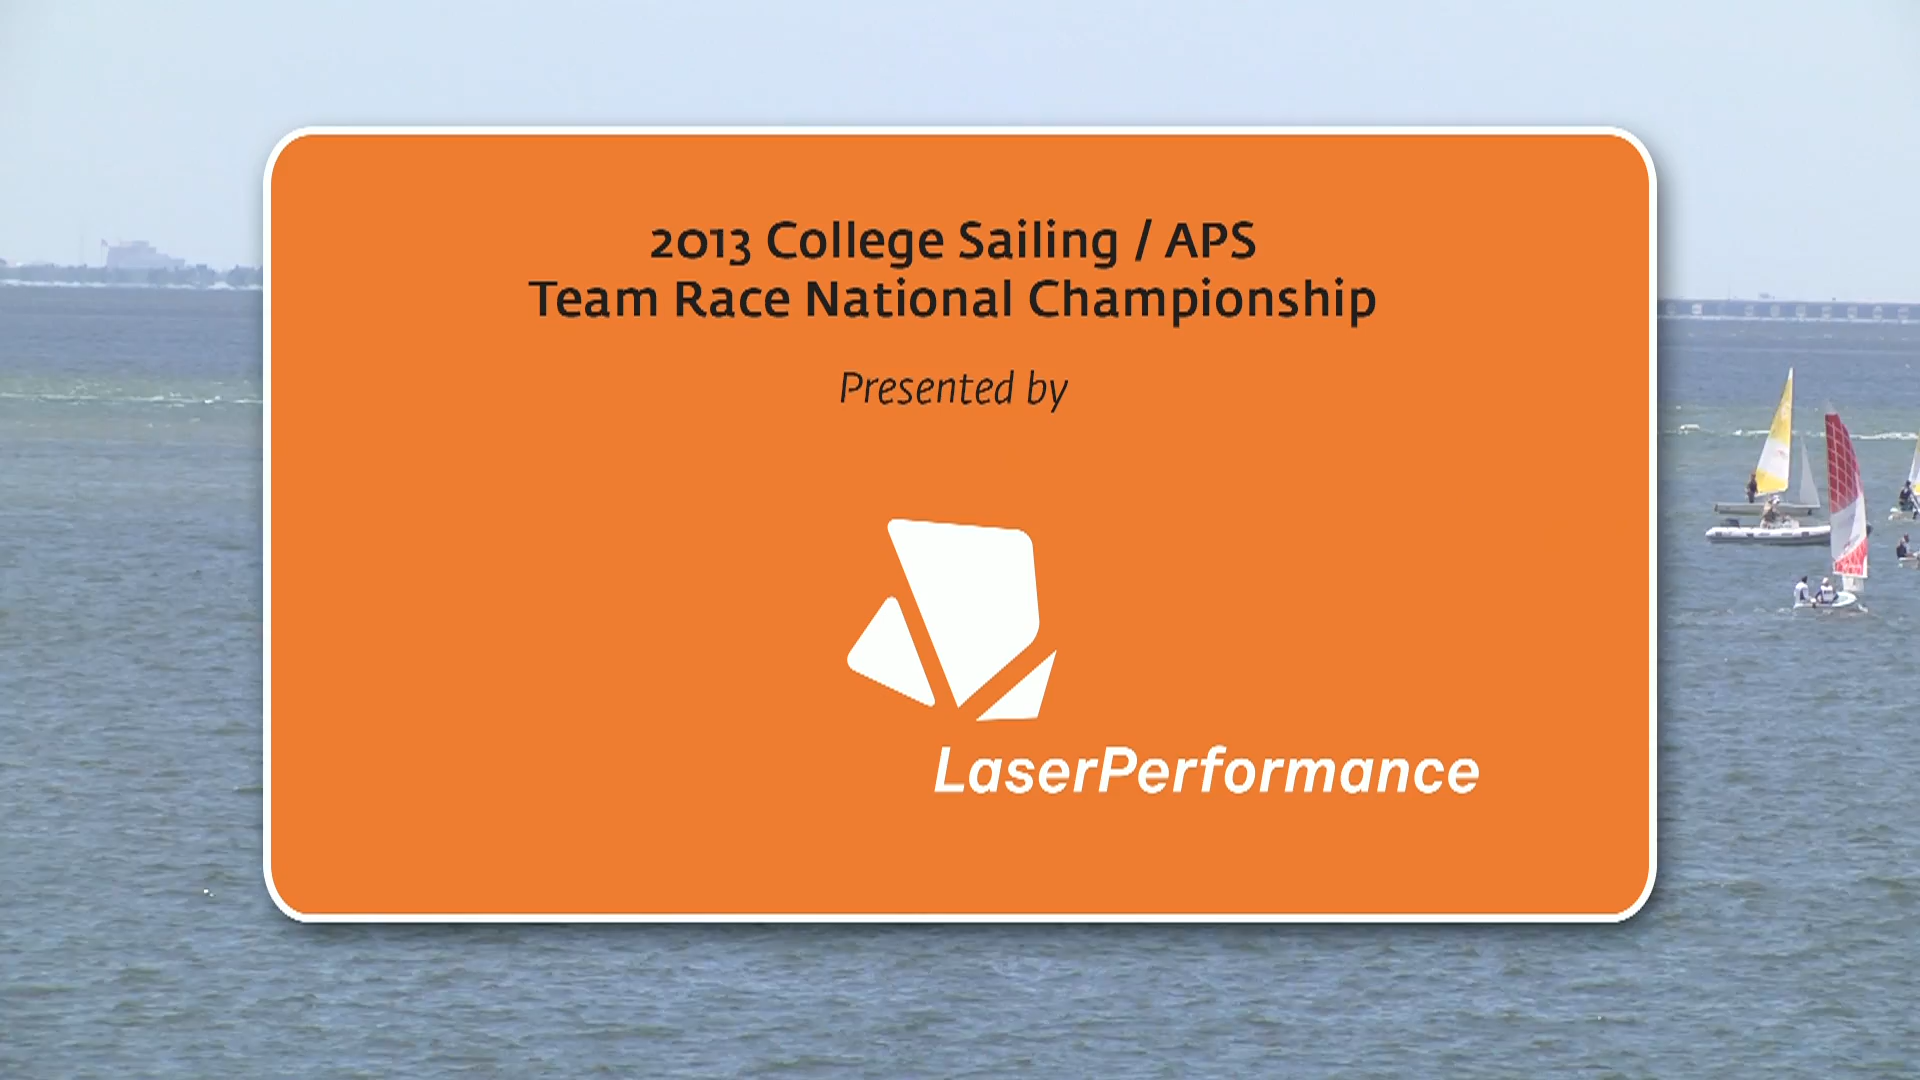 2013 College Sailing / APS
Team Race National Championship
Presented by
LaserPerformance